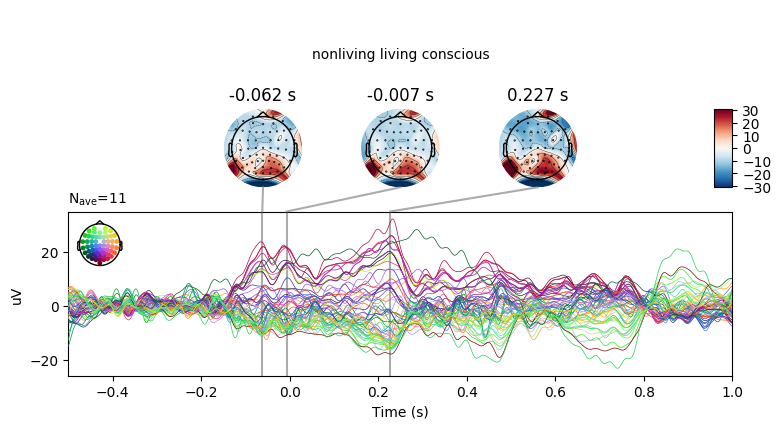 nonliving living conscious
-0.062 s -0.007 s 0.227 s
30
20
10
0
−10
−20
−30
Nave=11
uV
20
0
−20
−0.4 −0.2 0.0 0.2 0.4 0.6 0.8 1.0
Time (s)